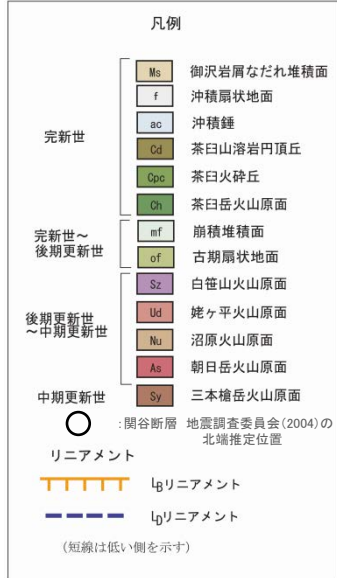 凡例
完新世
Ms 御沢岩屑なだれ堆積面
f 沖積扇状地面
ac 沖積錘
Cd 茶臼山溶岩円頂丘
Cpc 茶臼火砕丘
Ch 茶臼岳火山原面
完新世～
後期更新世
mf 崩積堆積面
of 古期扇状地面
後期更新世
～中期更新世
Sz 白笹山火山原面
Ud 姥ヶ平火山原面
Nu 沼原火山原面
As 朝日岳火山原面
中期更新世
Sy 三本槍岳火山原面
:関谷断層 地震調査委員会(2004)の
北端推定位置
リニアメント
LBリニアメント
LDリニアメント
(短線は低い側を示す)